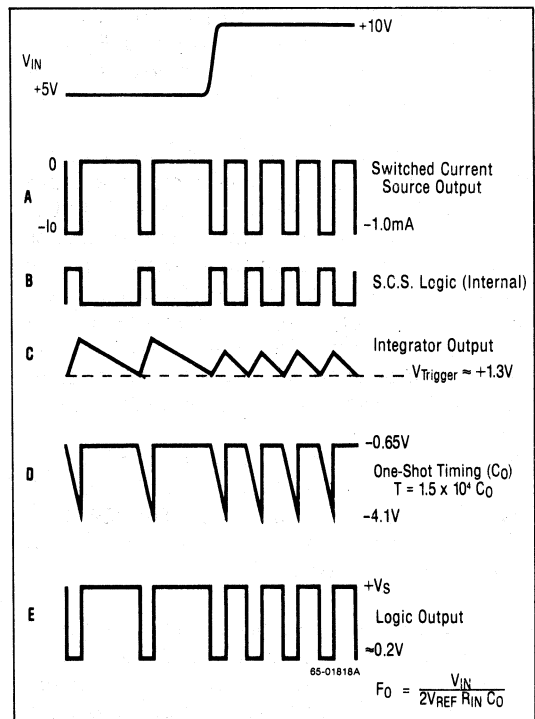 +10V
VIN
+5V
0
Switched Current
Source Output
A
-Io
-1.0mA
B
S.C.S. Logic (Internal)
C
Integrator Output
VTrigger ≈ +1.3V
-0.65V
D
One-Shot Timing (CO)
T = 1.5 x 10⁴ CO
-4.1V
+VS
E
Logic Output
≈0.2V
65-01818A
FO = VIN / 2VREF RIN CO